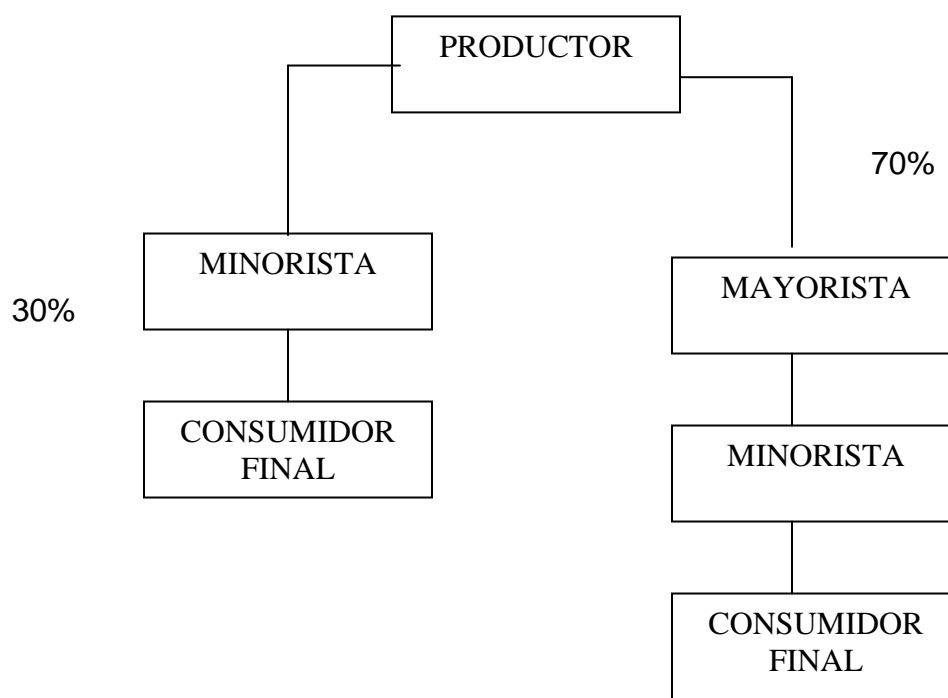 PRODUCTOR
70%
MINORISTA
MAYORISTA
30%
CONSUMIDOR
FINAL
MINORISTA
CONSUMIDOR
FINAL